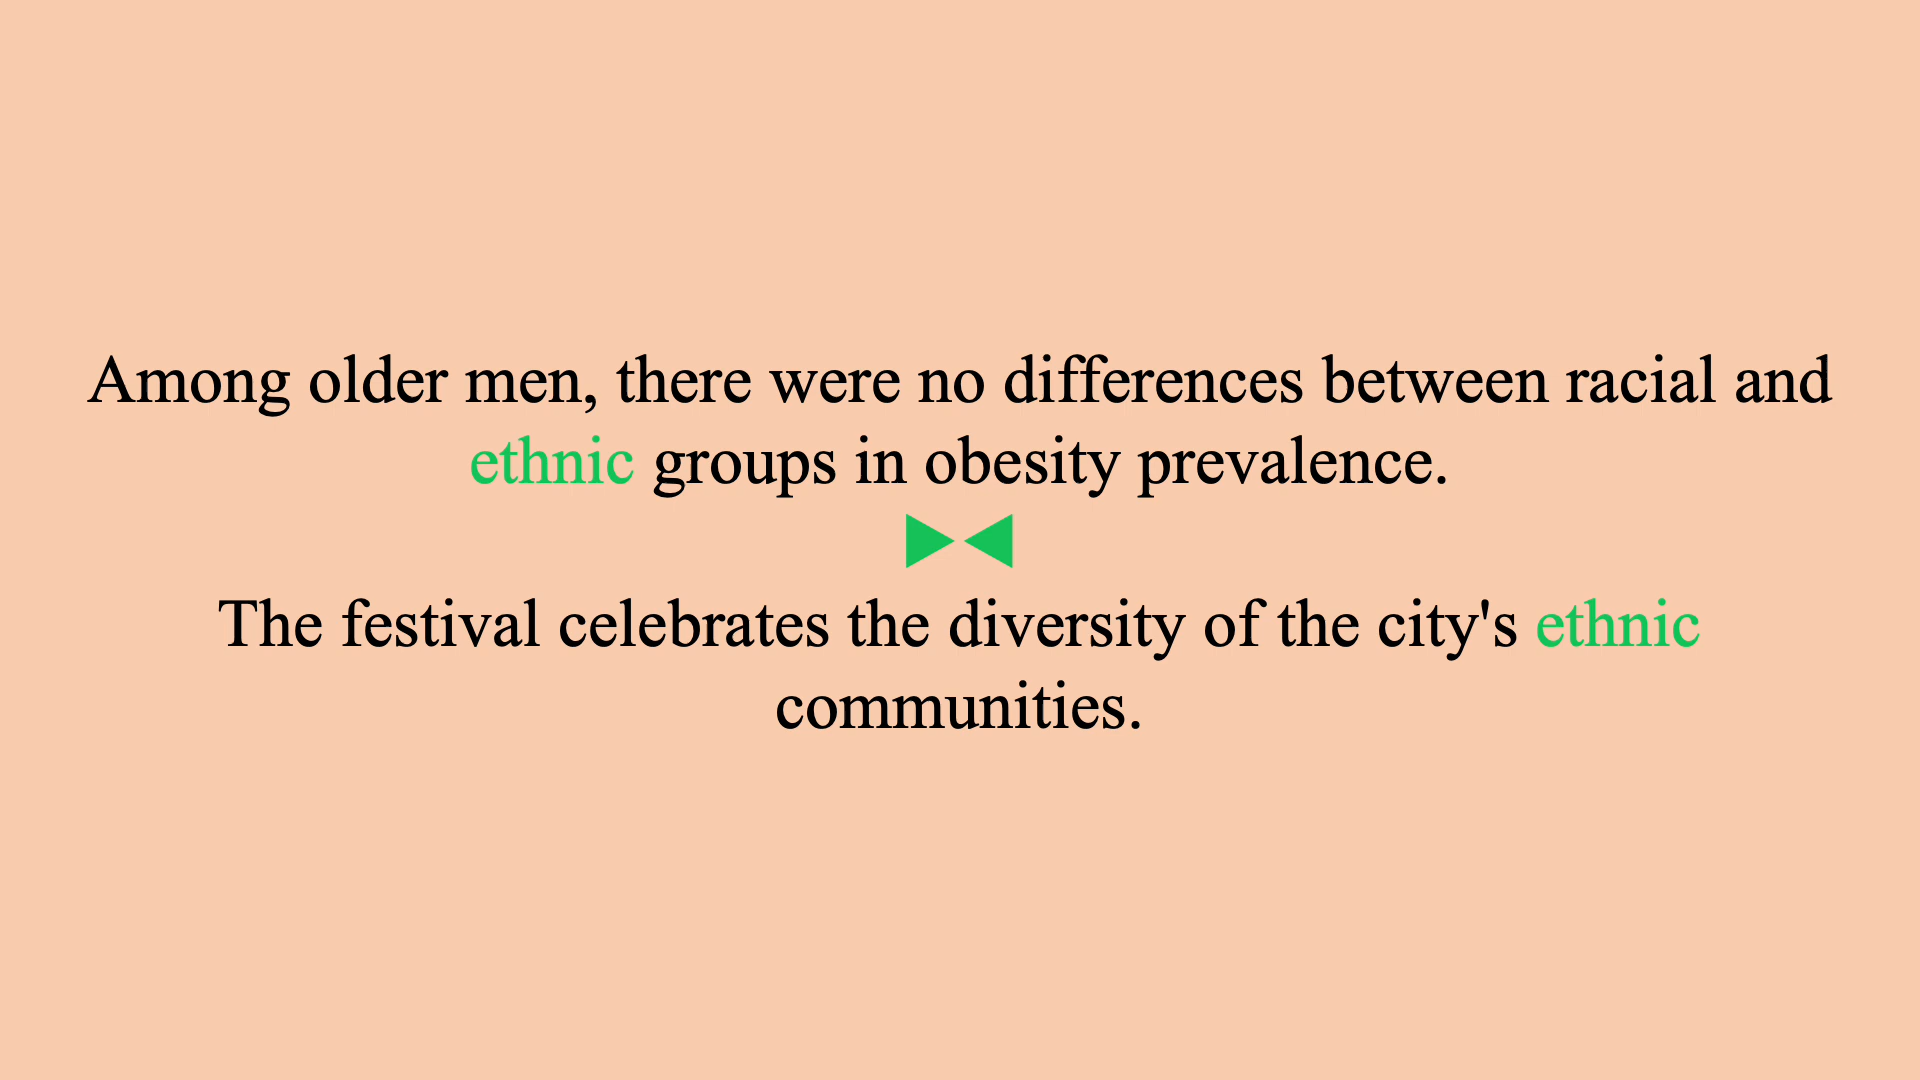 Among older men, there were no differences between racial and
ethnic groups in obesity prevalence.
▶◀
The festival celebrates the diversity of the city's ethnic
communities.